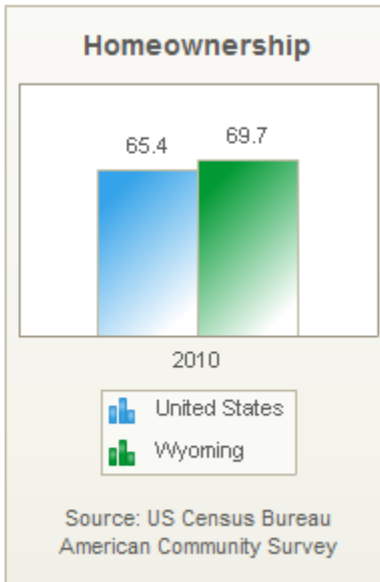 Homeownership
65.4
69.7
2010
United States
Wyoming
Source: US Census Bureau
American Community Survey